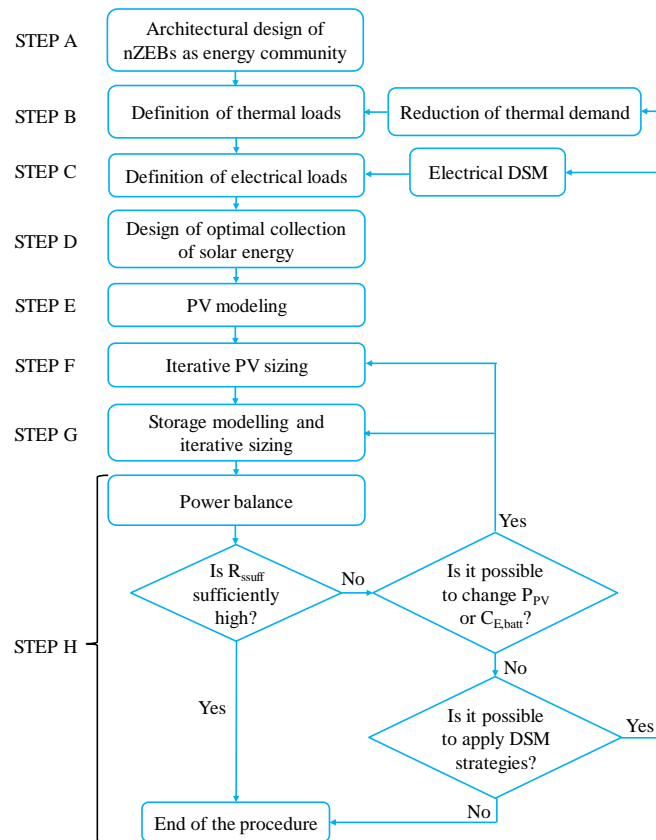 STEP A
Architectural design of
nZEBs as energy community
STEP B
Definition of thermal loads
Reduction of thermal demand
STEP C
Definition of electrical loads
Electrical DSM
STEP D
Design of optimal collection
of solar energy
STEP E
PV modeling
STEP F
Iterative PV sizing
STEP G
Storage modelling and
iterative sizing
STEP H
Power balance
Yes
Is R_ssuff
sufficiently
high?
No
Is it possible
to change P_PV
or C_E,batt?
No
Yes
Is it possible
to apply DSM
strategies?
Yes
No
End of the procedure